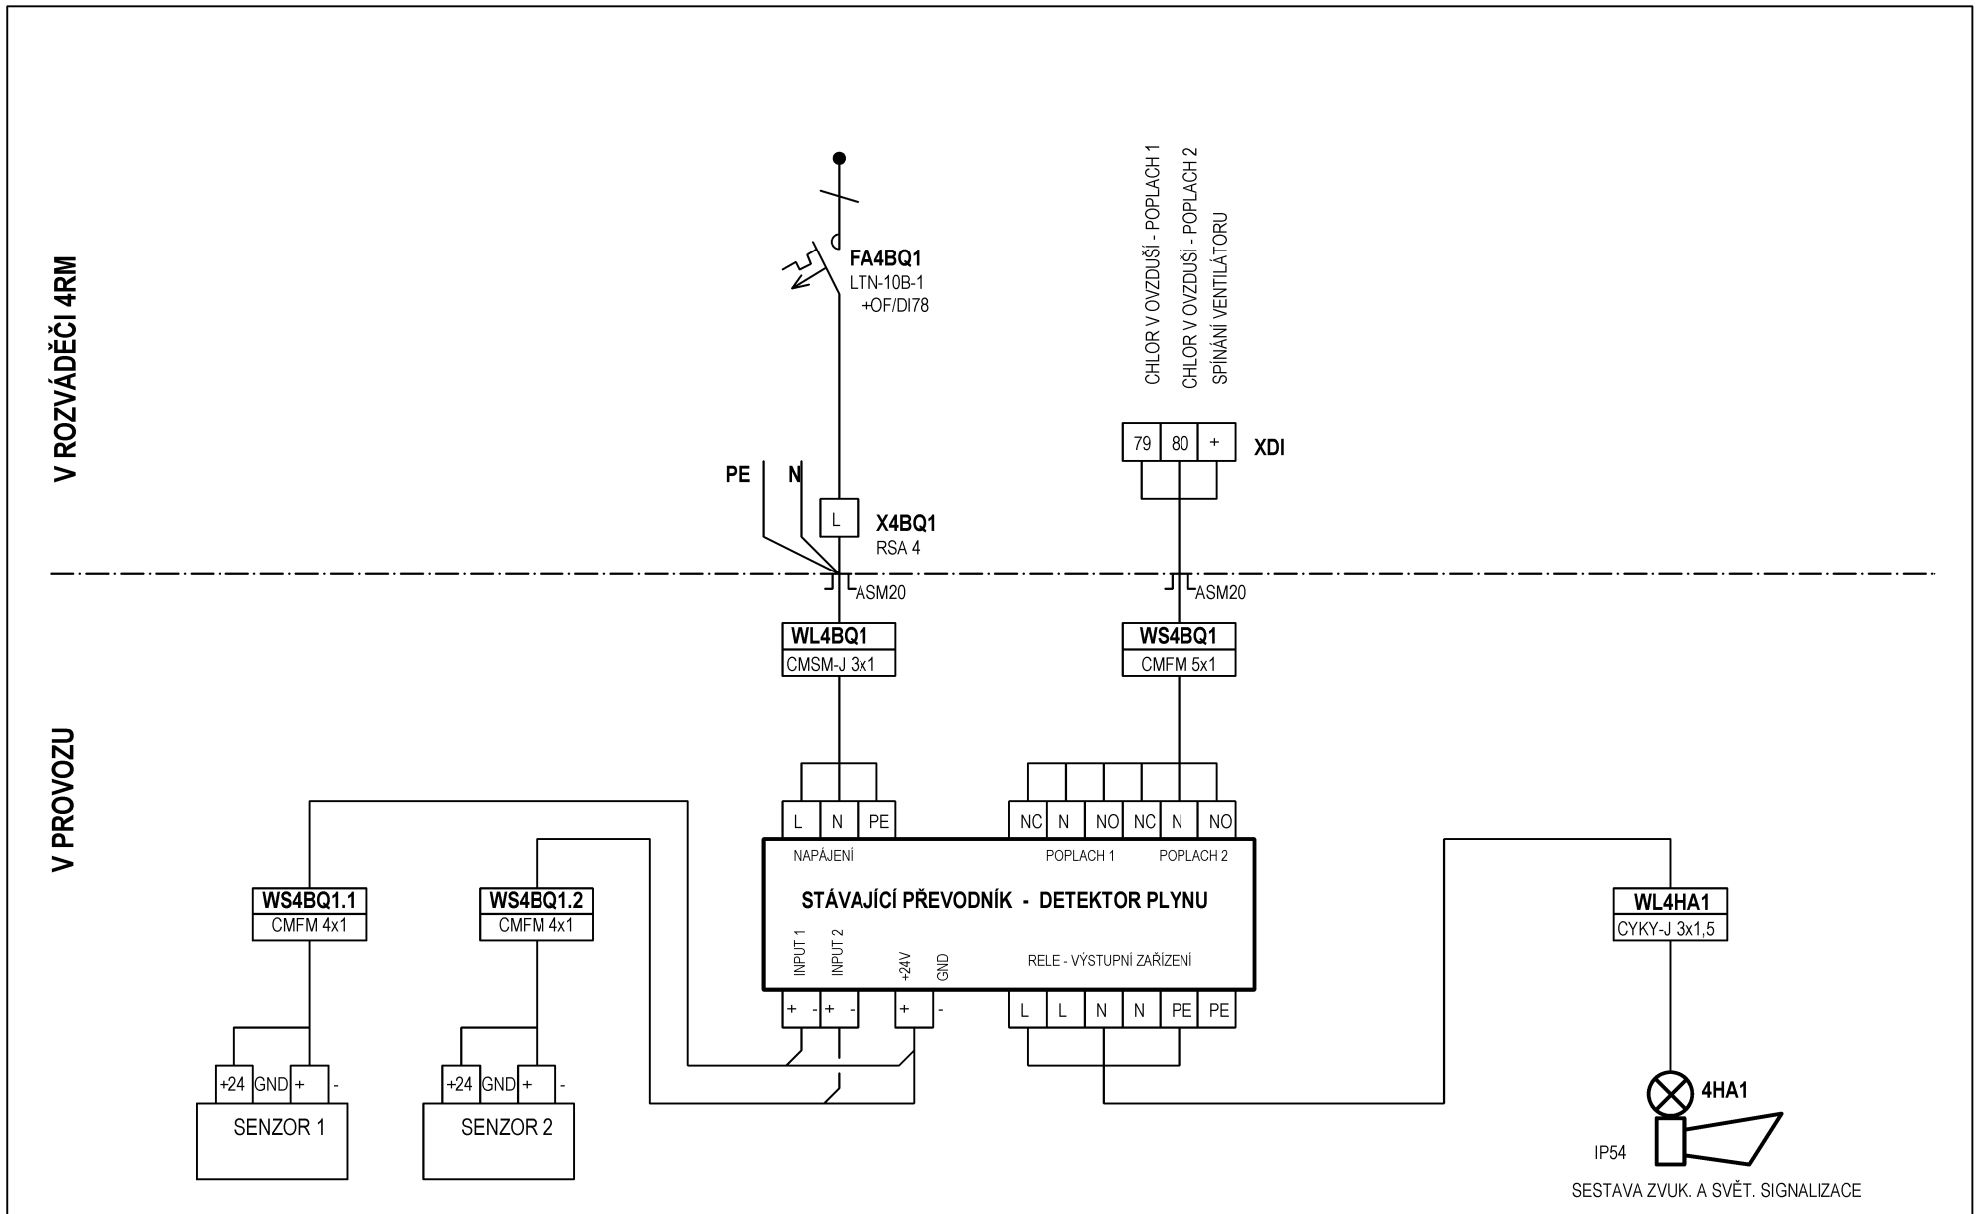 V ROZVÁDĚČI 4RM
FA4BQ1
LTN-10B-1
+OF/DI78
CHLOR V OVZDUŠÍ - POPLACH 1
CHLOR V OVZDUŠÍ - POPLACH 2
SPÍNÁNÍ VENTILÁTORU
79 80 +
XDI
PE N
L
X4BQ1
RSA 4
ASM20
ASM20
V PROVOZU
WL4BQ1
CMSM-J 3x1
WS4BQ1
CMFM 5x1
L N PE
NC N NO NC N NO
NAPÁJENÍ
POPLACH 1
POPLACH 2
STÁVAJÍCÍ PŘEVODNÍK - DETEKTOR PLYNU
INPUT 1
INPUT 2
+24V
GND
RELE - VÝSTUPNÍ ZAŘÍZENÍ
+ - + - + -
L L N N PE PE
WS4BQ1.1
CMFM 4x1
WS4BQ1.2
CMFM 4x1
WL4HA1
CYKY-J 3x1,5
+24 GND + -
SENZOR 1
+24 GND + -
SENZOR 2
4HA1
IP54
SESTAVA ZVUK. A SVĚT. SIGNALIZACE